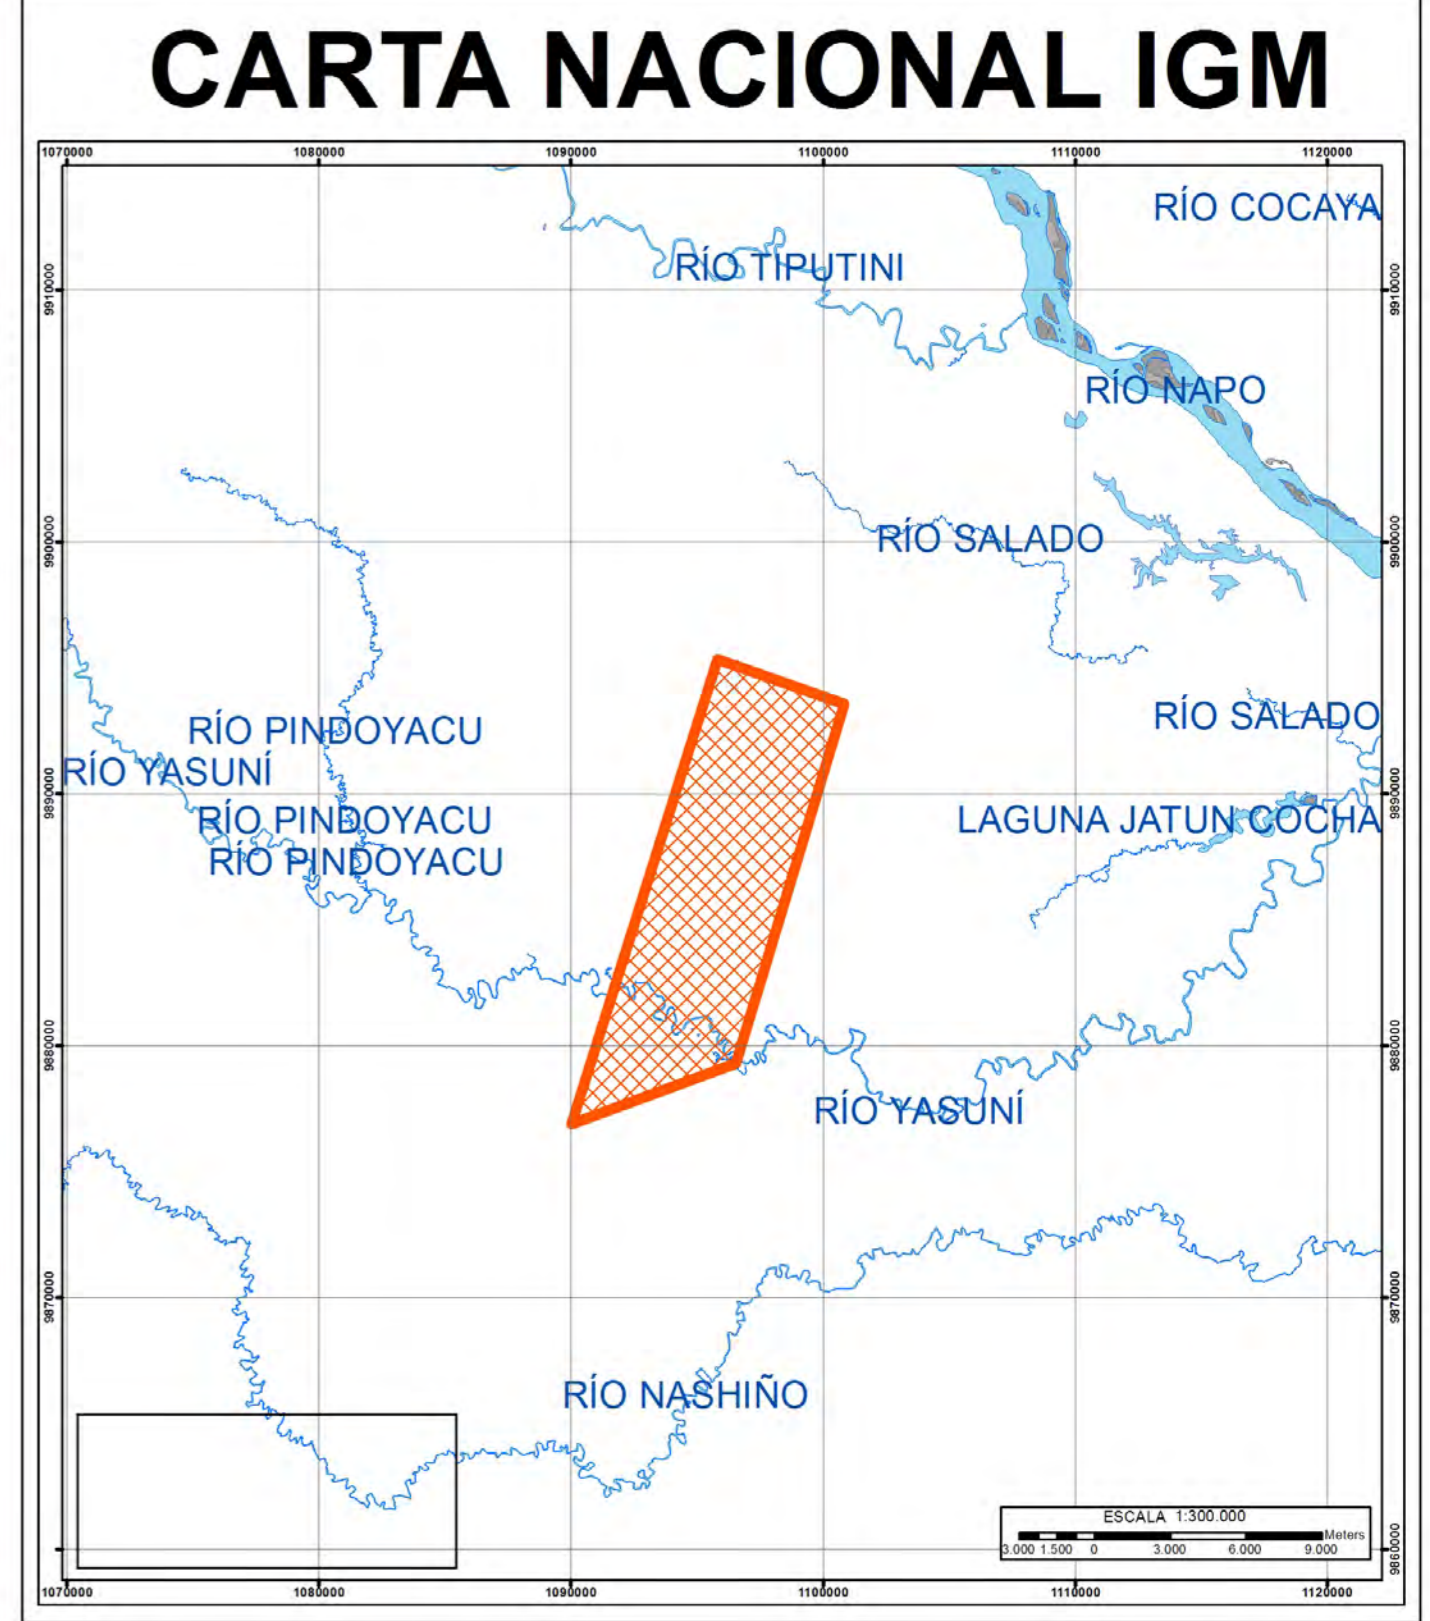 CARTA NACIONAL IGM
1070000 1080000 1090000 1100000 1110000 1120000
RÍO COCAYA
RÍO TIPUTINI
9910000 9910000
RÍO NAPO
RÍO SALADO
9900000 9900000
RÍO SALADO
RÍO PINDOYACU
RÍO YASUNÍ
9890000 9890000
RÍO PINDOYACU
LAGUNA JATUN COCHA
RÍO PINDOYACU
9880000 9880000
RÍO YASUNÍ
9870000 9870000
RÍO NASHIÑO
ESCALA 1:300.000
Meters
3.000 1.500 0 3.000 6.000 9.000
9860000
1070000 1080000 1090000 1100000 1110000 1120000